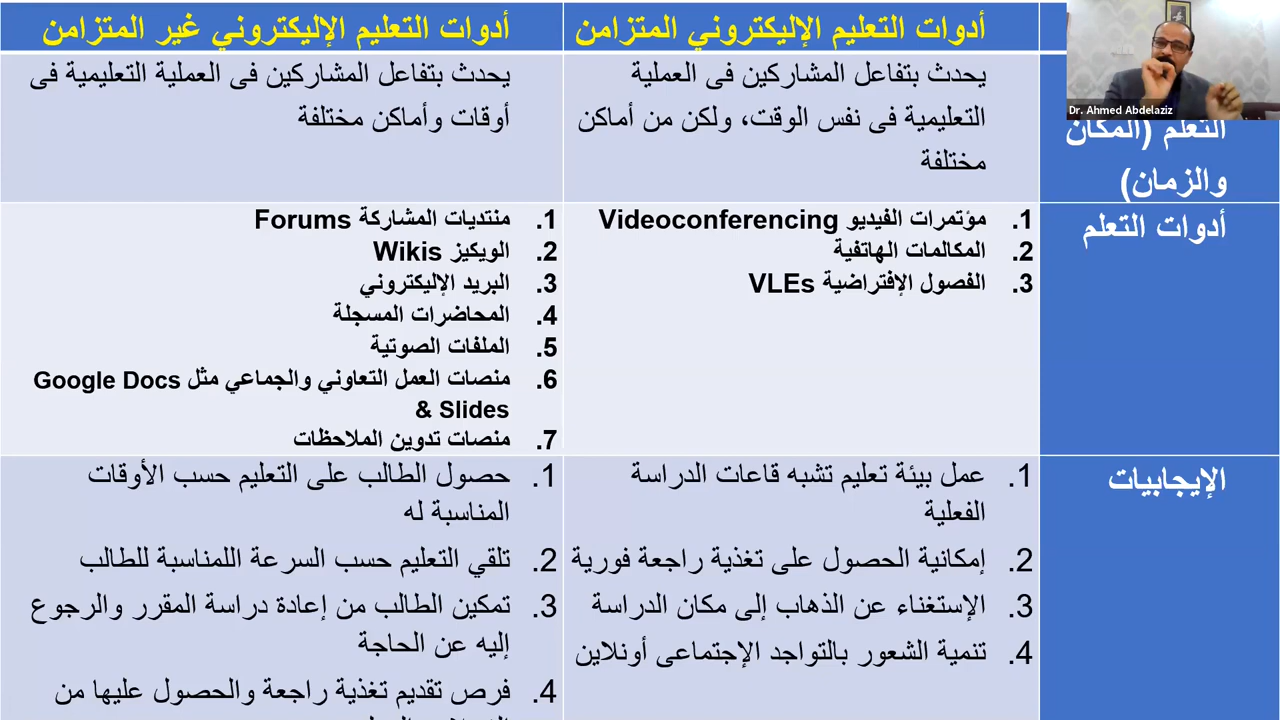 أدوات التعليم الإليكتروني المتزامن
أدوات التعليم الإليكتروني غير المتزامن
Dr. Ahmed Abdelaziz
التعلم (المكان
والزمان)
يحدث بتفاعل المشاركين فى العملية
التعليمية فى نفس الوقت، ولكن من أماكن
مختلفة
يحدث بتفاعل المشاركين فى العملية التعليمية فى
أوقات وأماكن مختلفة
أدوات التعلم
1. مؤتمرات الفيديو Videoconferencing
2. المكالمات الهاتفية
3. الفصول الإفتراضية VLEs
1. منتديات المشاركة Forums
2. الويكيز Wikis
3. البريد الإليكتروني
4. المحاضرات المسجلة
5. الملفات الصوتية
6. منصات العمل التعاوني والجماعي مثل Google Docs
& Slides
7. منصات تدوين الملاحظات
الإيجابيات
1. عمل بيئة تعليم تشبه قاعات الدراسة
الفعلية
2. إمكانية الحصول على تغذية راجعة فورية
3. الإستغناء عن الذهاب إلى مكان الدراسة
4. تنمية الشعور بالتواجد الإجتماعى أونلاين
1. حصول الطالب على التعليم حسب الأوقات
المناسبة له
2. تلقي التعليم حسب السرعة اللمناسبة للطالب
3. تمكين الطالب من إعادة دراسة المقرر والرجوع
إليه عن الحاجة
4. فرص تقديم تغذية راجعة والحصول عليها من